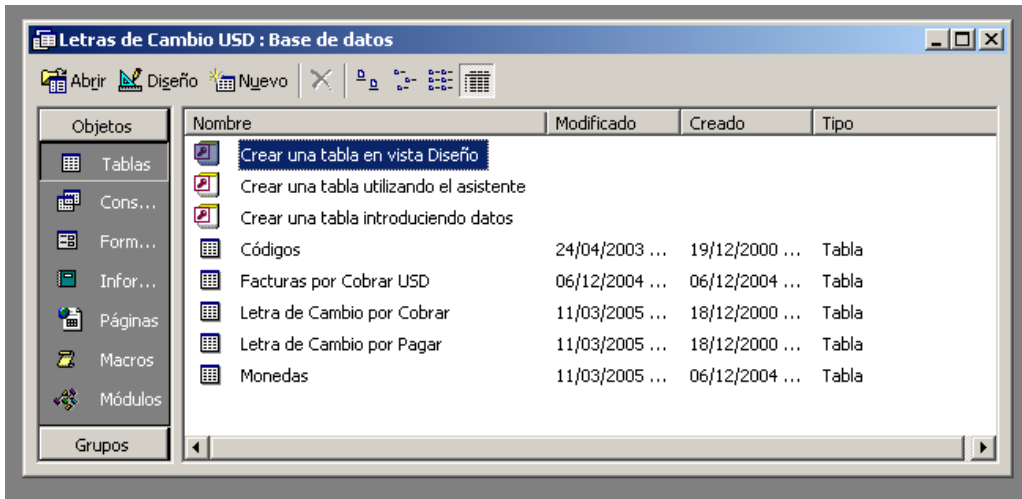 Letras de Cambio USD : Base de datos
Abrir Diseño Nuevo
Objetos Nombre Modificado Creado Tipo
Tablas Crear una tabla en vista Diseño
Crear una tabla utilizando el asistente
Cons... Crear una tabla introduciendo datos
Form... Códigos 24/04/2003 ... 19/12/2000 ... Tabla
Infor... Facturas por Cobrar USD 06/12/2004 ... 06/12/2004 ... Tabla
Páginas Letra de Cambio por Cobrar 11/03/2005 ... 18/12/2000 ... Tabla
Macros Letra de Cambio por Pagar 11/03/2005 ... 18/12/2000 ... Tabla
Monedas 11/03/2005 ... 06/12/2004 ... Tabla
Módulos
Grupos